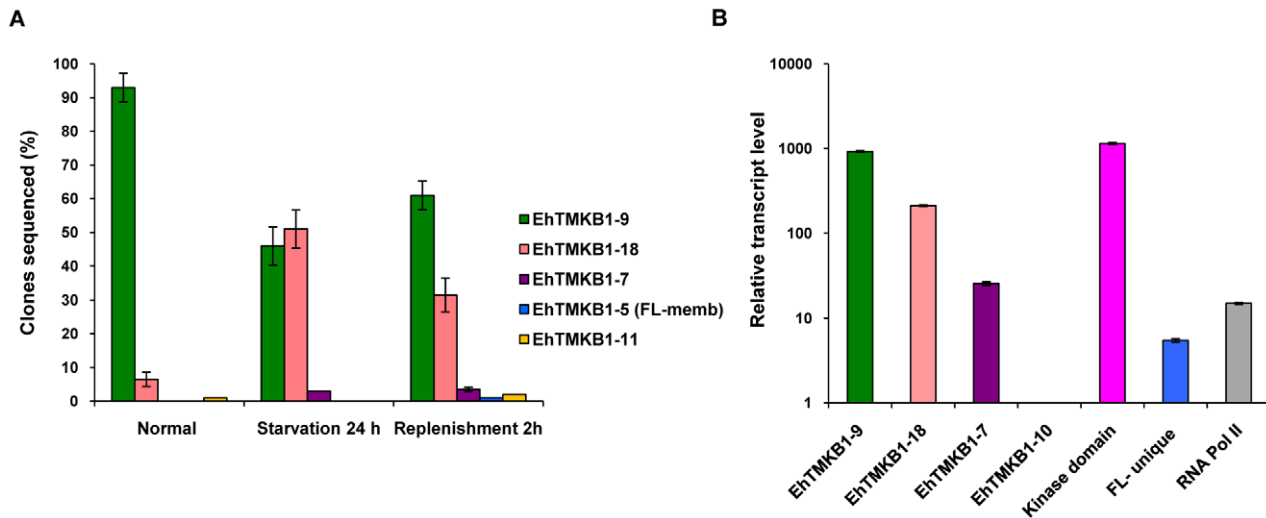 A
Clones sequenced (%)
100
90
80
70
60
50
40
30
20
10
0
Normal
Starvation 24 h
Replenishment 2h
EhTMKB1-9
EhTMKB1-18
EhTMKB1-7
EhTMKB1-5 (FL-memb)
EhTMKB1-11
B
Relative transcript level
10000
1000
100
10
1
EhTMKB1-9
EhTMKB1-18
EhTMKB1-7
EhTMKB1-10
Kinase domain
FL- unique
RNA Pol II